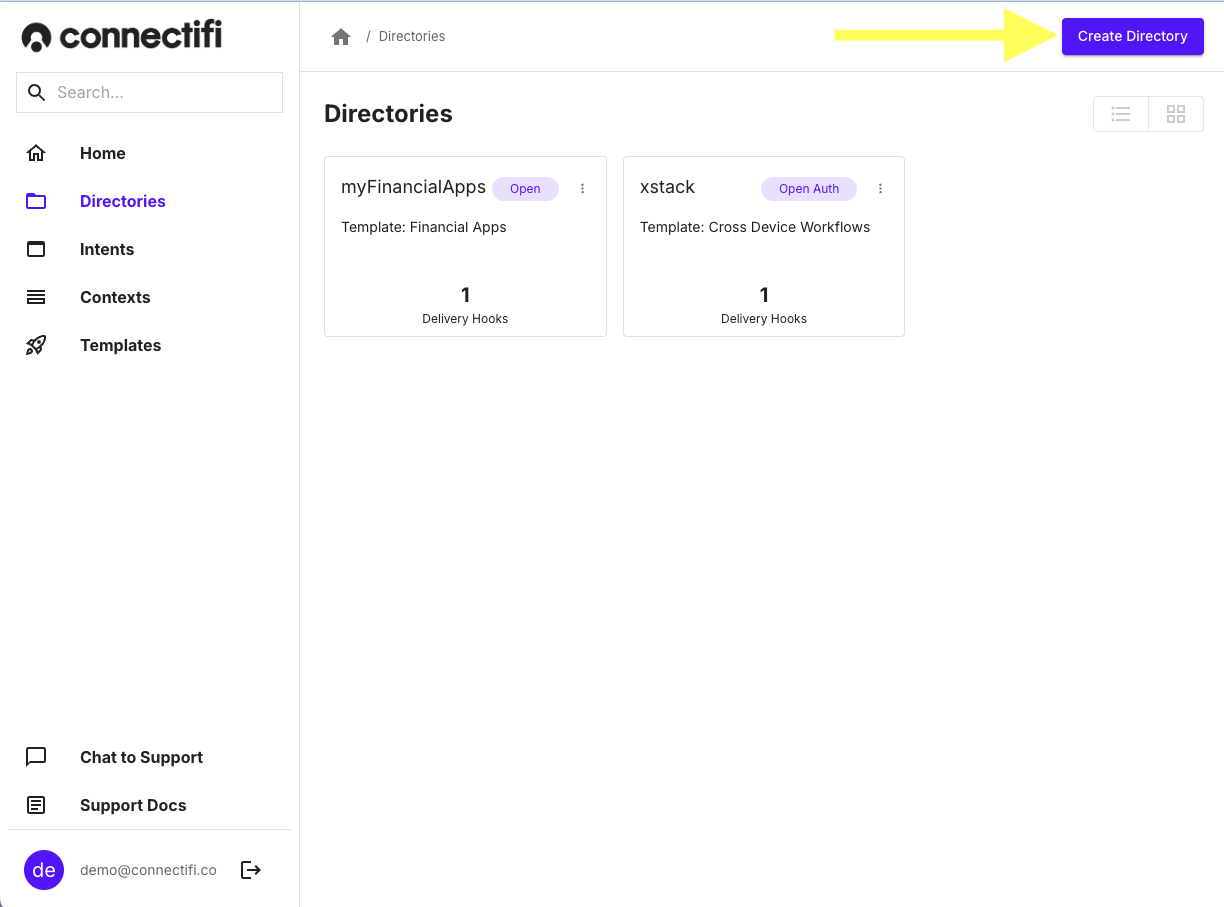 connectifi
Search...
Home
Directories
Intents
Contexts
Templates
Chat to Support
Support Docs
de
demo@connectifi.co
/ Directories
Create Directory
Directories
myFinancialApps Open
Template: Financial Apps
1
Delivery Hooks
xstack Open Auth
Template: Cross Device Workflows
1
Delivery Hooks